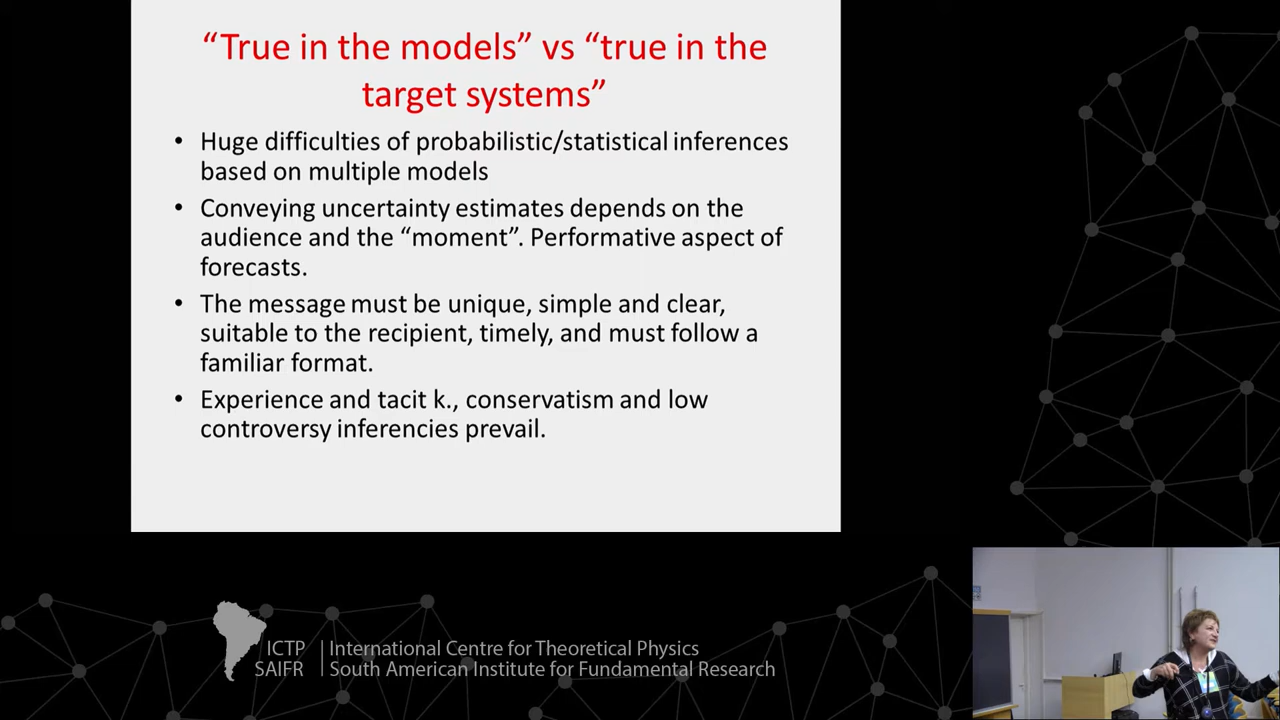 “True in the models” vs “true in the
target systems”
• Huge difficulties of probabilistic/statistical inferences
based on multiple models
• Conveying uncertainty estimates depends on the
audience and the “moment”. Performative aspect of
forecasts.
• The message must be unique, simple and clear,
suitable to the recipient, timely, and must follow a
familiar format.
• Experience and tacit k., conservatism and low
controversy inferencies prevail.
ICTP
SAIFR
International Centre for Theoretical Physics
South American Institute for Fundamental Research